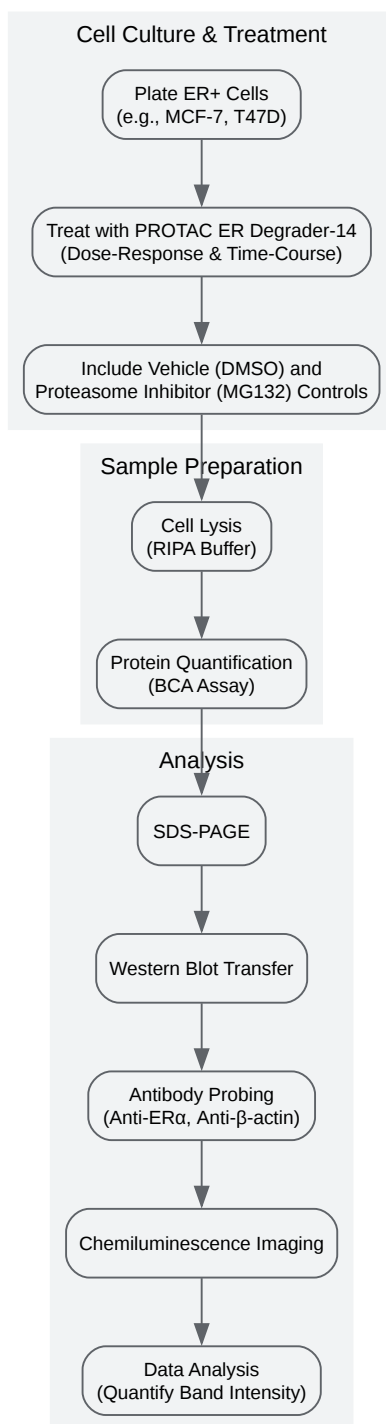 Cell Culture & Treatment
Plate ER+ Cells
(e.g., MCF-7, T47D)
Treat with PROTAC ER Degrader-14
(Dose-Response & Time-Course)
Include Vehicle (DMSO) and
Proteasome Inhibitor (MG132) Controls
Sample Preparation
Cell Lysis
(RIPA Buffer)
Protein Quantification
(BCA Assay)
Analysis
SDS-PAGE
Western Blot Transfer
Antibody Probing
(Anti-ERα, Anti-β-actin)
Chemiluminescence Imaging
Data Analysis
(Quantify Band Intensity)